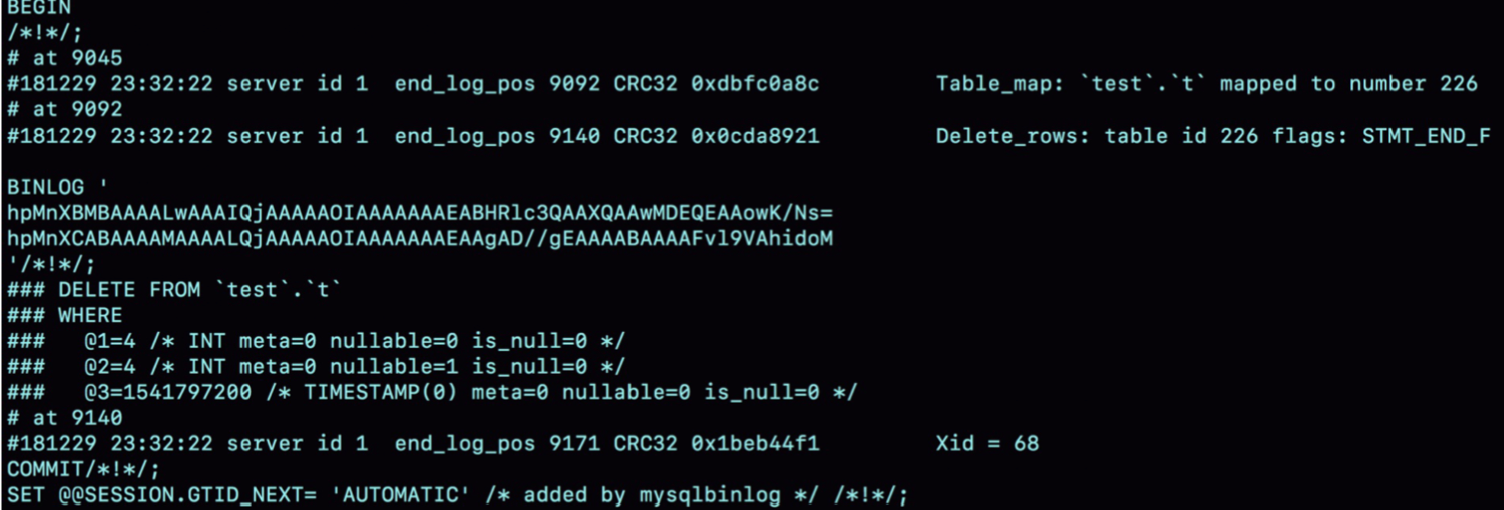 BEGIN
/*!*/;
# at 9045
#181229 23:32:22 server id 1  end_log_pos 9092 CRC32 0xdbfc0a8c         Table_map: `test`.`t` mapped to number 226
# at 9092
#181229 23:32:22 server id 1  end_log_pos 9140 CRC32 0x0cda8921         Delete_rows: table id 226 flags: STMT_END_F
BINLOG '
hpMnXBMBAAAALwAAAIQjAAAAAOIAAAAAAAEABHRlc3QAAXQAAwMDEQEAAowK/Ns=
hpMnXCABAAAAMAAAALQjAAAAAOIAAAAAAAEAAgAD//gEAAAABAAAAFvl9VAhidoM
'/*!*/;
### DELETE FROM `test`.`t`
### WHERE
###   @1=4 /* INT meta=0 nullable=0 is_null=0 */
###   @2=4 /* INT meta=0 nullable=1 is_null=0 */
###   @3=1541797200 /* TIMESTAMP(0) meta=0 nullable=0 is_null=0 */
# at 9140
#181229 23:32:22 server id 1  end_log_pos 9171 CRC32 0x1beb44f1         Xid = 68
COMMIT/*!*/;
SET @@SESSION.GTID_NEXT= 'AUTOMATIC' /* added by mysqlbinlog */ /*!*/;